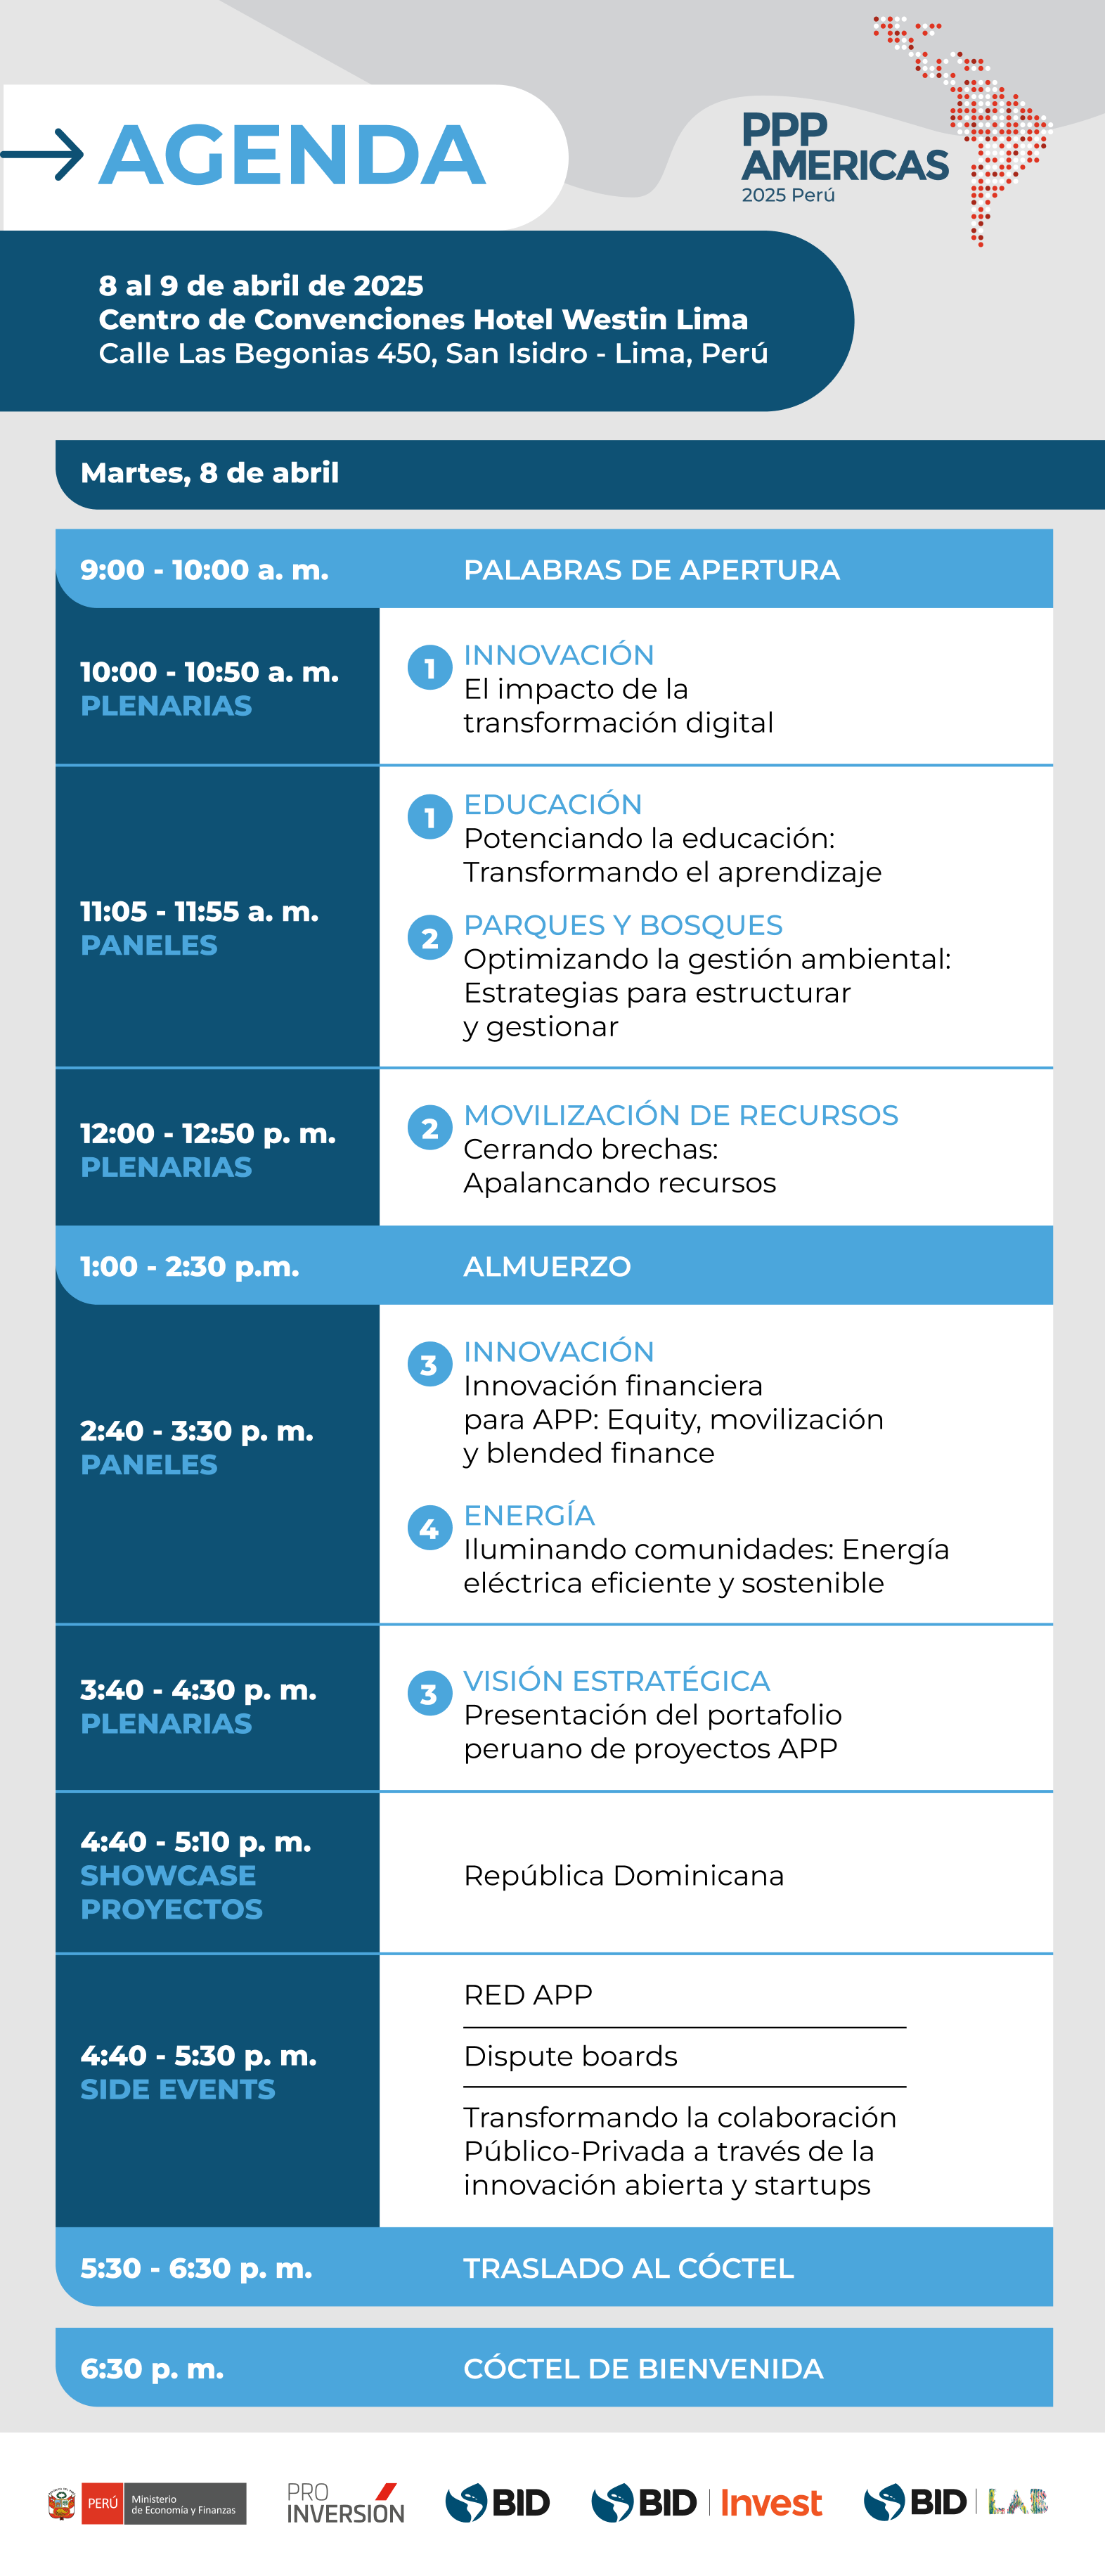 AGENDA
PPP
AMERICAS
2025 Perú
8 al 9 de abril de 2025
Centro de Convenciones Hotel Westin Lima
Calle Las Begonias 450, San Isidro - Lima, Perú
Martes, 8 de abril
9:00 - 10:00 a. m.
PALABRAS DE APERTURA
10:00 - 10:50 a. m.
PLENARIAS
1
INNOVACIÓN
El impacto de la
transformación digital
11:05 - 11:55 a. m.
PANELES
1
EDUCACIÓN
Potenciando la educación:
Transformando el aprendizaje
2
PARQUES Y BOSQUES
Optimizando la gestión ambiental:
Estrategias para estructurar
y gestionar
12:00 - 12:50 p. m.
PLENARIAS
2
MOVILIZACIÓN DE RECURSOS
Cerrando brechas:
Apalancando recursos
1:00 - 2:30 p.m.
ALMUERZO
2:40 - 3:30 p. m.
PANELES
3
INNOVACIÓN
Innovación financiera
para APP: Equity, movilización
y blended finance
4
ENERGÍA
Iluminando comunidades: Energía
eléctrica eficiente y sostenible
3:40 - 4:30 p. m.
PLENARIAS
3
VISIÓN ESTRATÉGICA
Presentación del portafolio
peruano de proyectos APP
4:40 - 5:10 p. m.
SHOWCASE
PROYECTOS
República Dominicana
4:40 - 5:30 p. m.
SIDE EVENTS
RED APP
Dispute boards
Transformando la colaboración
Público-Privada a través de la
innovación abierta y startups
5:30 - 6:30 p. m.
TRASLADO AL CÓCTEL
6:30 p. m.
CÓCTEL DE BIENVENIDA
PERÚ
Ministerio
de Economía y Finanzas
PRO
INVERSIÓN
BID
BID Invest
BID LAB